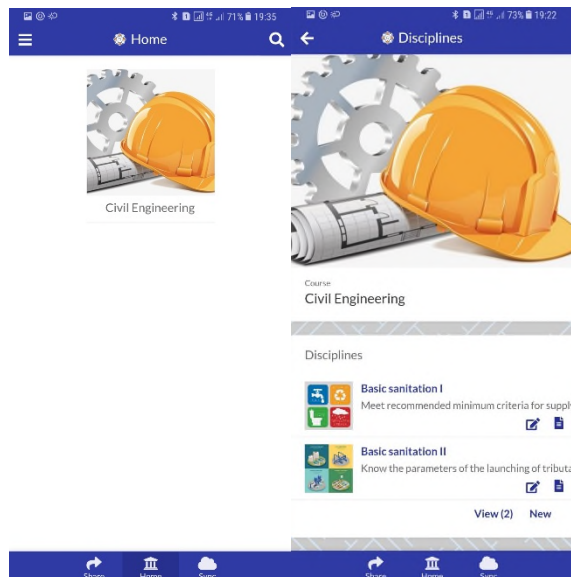 71% 19:35
Home
Civil Engineering
Share Home Sync
73% 19:22
Disciplines
Course
Civil Engineering
Disciplines
Basic sanitation I
Meet recommended minimum criteria for suppl
Basic sanitation II
Know the parameters of the launching of tributa
View (2) New
Share Home Sync